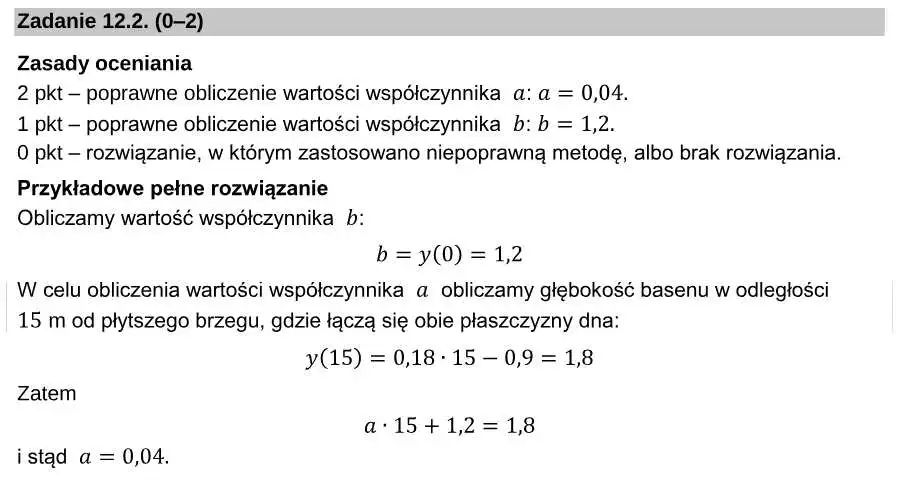 Zadanie 12.2. (0–2)
Zasady oceniania
2 pkt – poprawne obliczenie wartości współczynnika a: a = 0,04.
1 pkt – poprawne obliczenie wartości współczynnika b: b = 1,2.
0 pkt – rozwiązanie, w którym zastosowano niepoprawną metodę, albo brak rozwiązania.
Przykładowe pełne rozwiązanie
Obliczamy wartość współczynnika b:
b = y(0) = 1,2
W celu obliczenia wartości współczynnika a obliczamy głębokość basenu w odległości
15 m od płytszego brzegu, gdzie łączą się obie płaszczyzny dna:
y(15) = 0,18 · 15 − 0,9 = 1,8
Zatem
a · 15 + 1,2 = 1,8
i stąd a = 0,04.